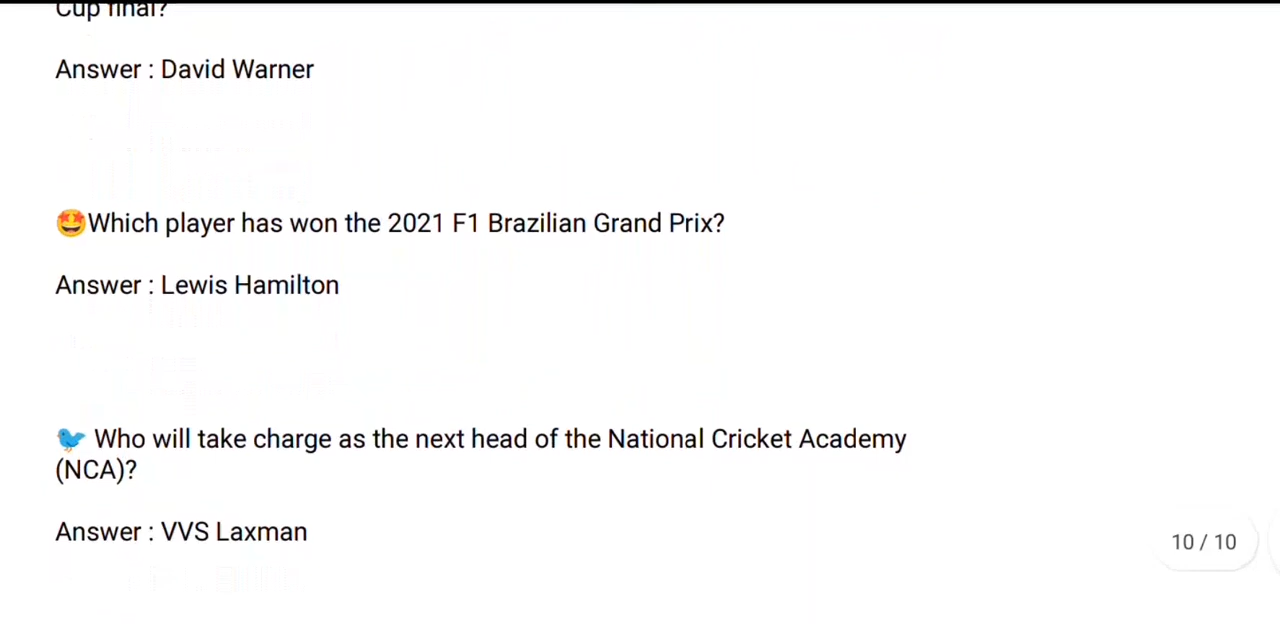 Cup final?
Answer : David Warner
🤩Which player has won the 2021 F1 Brazilian Grand Prix?
Answer : Lewis Hamilton
🐦 Who will take charge as the next head of the National Cricket Academy
(NCA)?
Answer : VVS Laxman
10 / 10